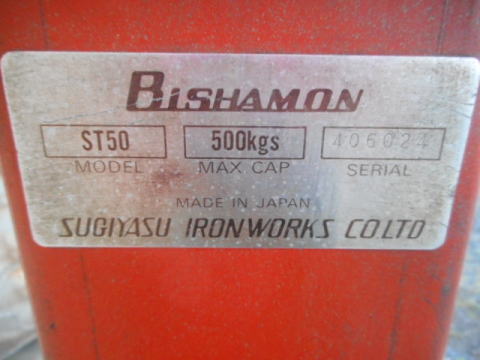 BISHAMON
ST50 500kgs 406024
MODEL MAX. CAP SERIAL
MADE IN JAPAN
SUGIYASU IRONWORKS CO LTD